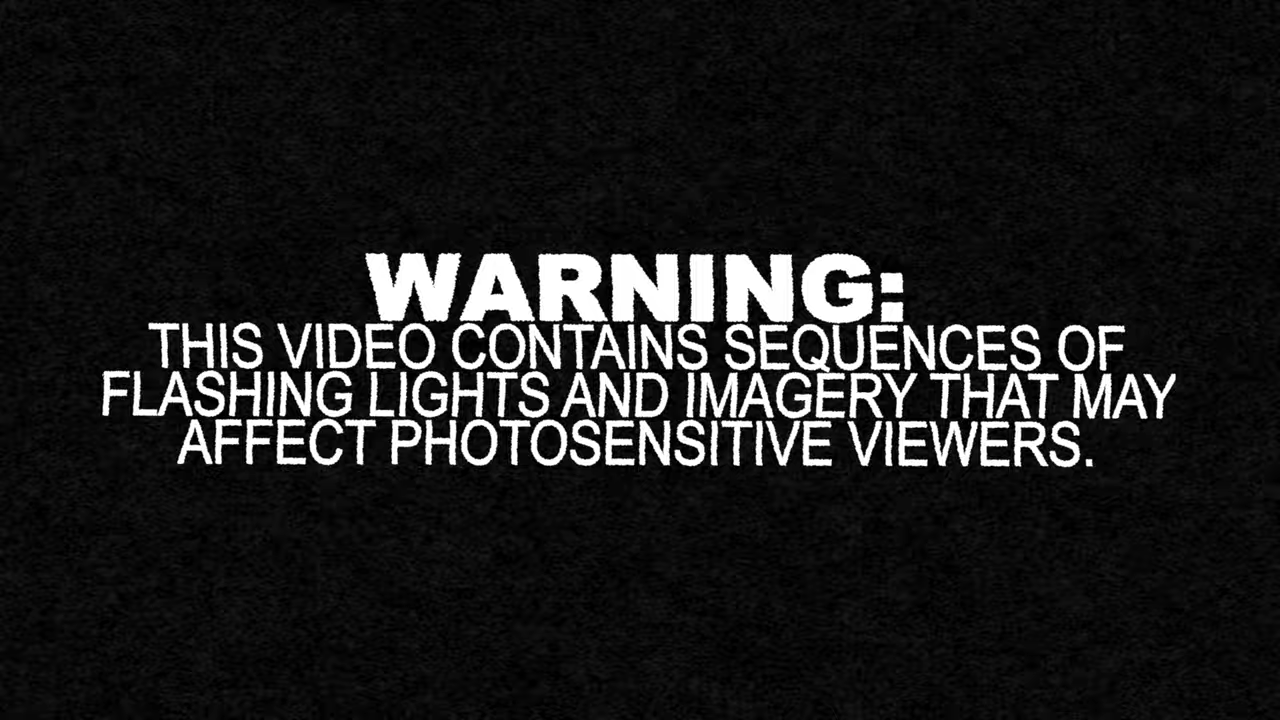 WARNING:
THIS VIDEO CONTAINS SEQUENCES OF
FLASHING LIGHTS AND IMAGERY THAT MAY
AFFECT PHOTOSENSITIVE VIEWERS.